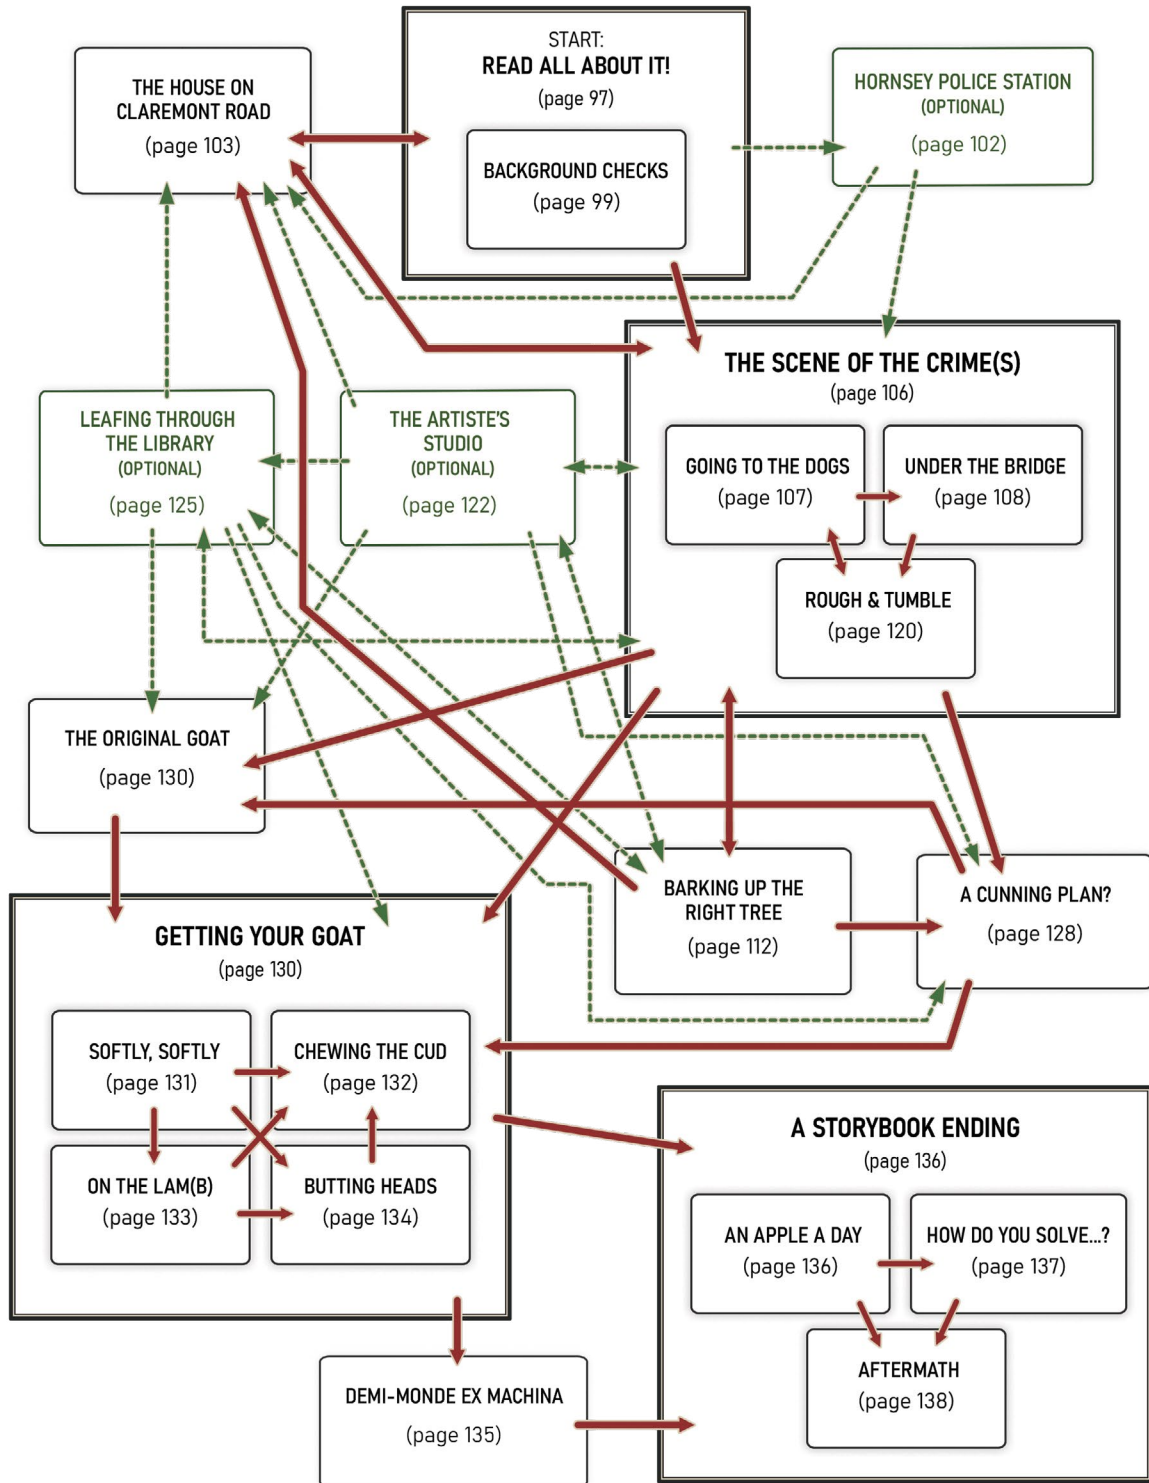 START:
READ ALL ABOUT IT!
(page 97)
BACKGROUND CHECKS
(page 99)
THE HOUSE ON
CLAREMONT ROAD
(page 103)
HORNSEY POLICE STATION
(OPTIONAL)
(page 102)
THE SCENE OF THE CRIME(S)
(page 106)
GOING TO THE DOGS
(page 107)
UNDER THE BRIDGE
(page 108)
ROUGH & TUMBLE
(page 120)
LEAFING THROUGH
THE LIBRARY
(OPTIONAL)
(page 125)
THE ARTISTE'S
STUDIO
(OPTIONAL)
(page 122)
THE ORIGINAL GOAT
(page 130)
BARKING UP THE
RIGHT TREE
(page 112)
A CUNNING PLAN?
(page 128)
GETTING YOUR GOAT
(page 130)
SOFTLY, SOFTLY
(page 131)
CHEWING THE CUD
(page 132)
ON THE LAM(B)
(page 133)
BUTTING HEADS
(page 134)
A STORYBOOK ENDING
(page 136)
AN APPLE A DAY
(page 136)
HOW DO YOU SOLVE...?
(page 137)
AFTERMATH
(page 138)
DEMI-MONDE EX MACHINA
(page 135)